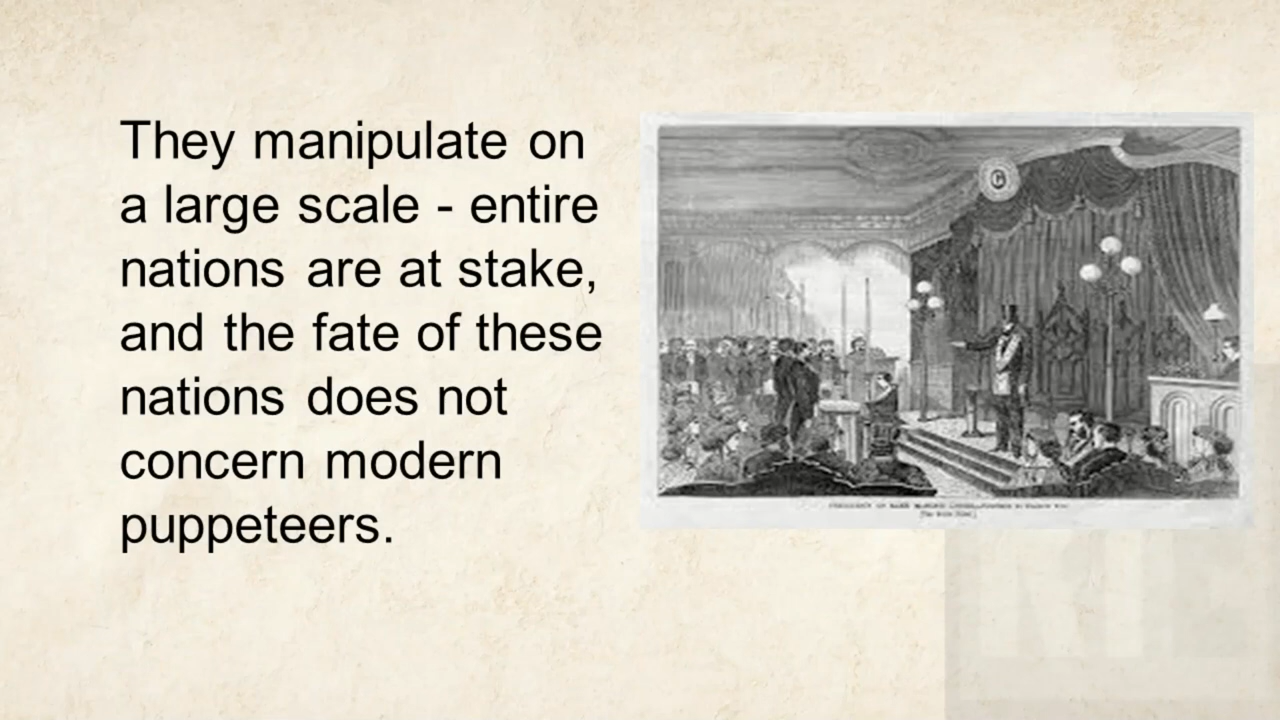 They manipulate on
a large scale - entire
nations are at stake,
and the fate of these
nations does not
concern modern
puppeteers.
G